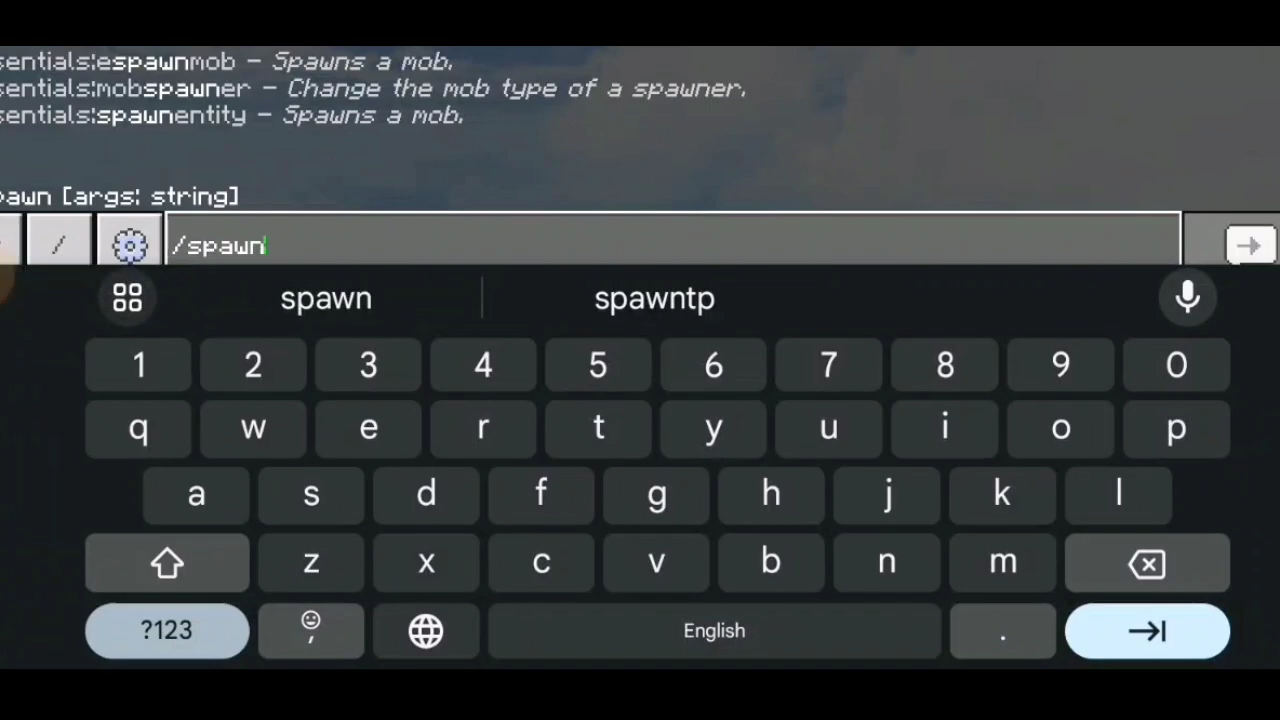 sentials:espawnmob - Spawns a mob.
sentials:mobspawner - Change the mob type of a spawner.
sentials:spawnentity - Spawns a mob.
pawn [args: string]
/ /spawn
spawn spawntp
1 2 3 4 5 6 7 8 9 0
q w e r t y u i o p
a s d f g h j k l
z x c v b n m
?123 , English .